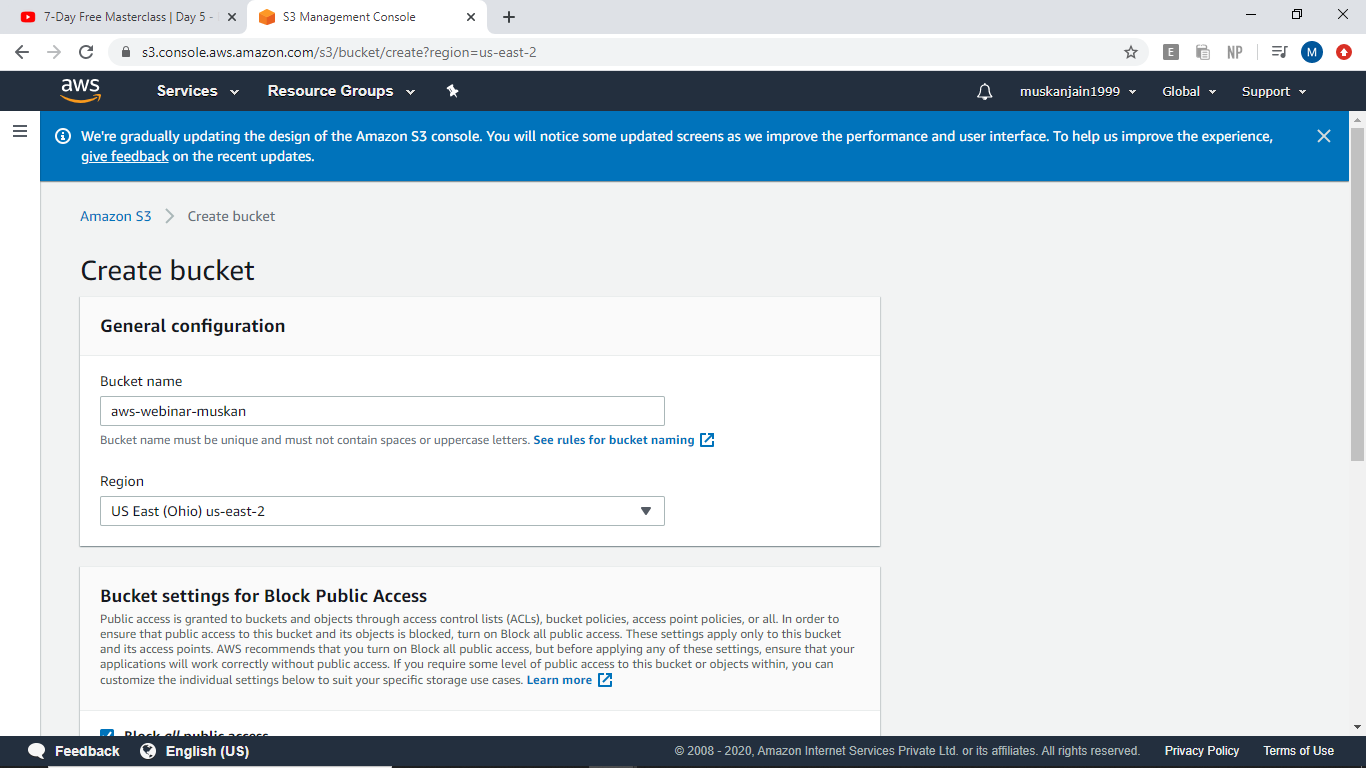 7-Day Free Masterclass | Day 5 -
S3 Management Console
s3.console.aws.amazon.com/s3/bucket/create?region=us-east-2
E
NP
M
aws
Services
Resource Groups
muskanjain1999
Global
Support
We're gradually updating the design of the Amazon S3 console. You will notice some updated screens as we improve the performance and user interface. To help us improve the experience,
give feedback on the recent updates.
Amazon S3
Create bucket
Create bucket
General configuration
Bucket name
aws-webinar-muskan
Bucket name must be unique and must not contain spaces or uppercase letters. See rules for bucket naming
Region
US East (Ohio) us-east-2
Bucket settings for Block Public Access
Public access is granted to buckets and objects through access control lists (ACLs), bucket policies, access point policies, or all. In order to
ensure that public access to this bucket and its objects is blocked, turn on Block all public access. These settings apply only to this bucket
and its access points. AWS recommends that you turn on Block all public access, but before applying any of these settings, ensure that your
applications will work correctly without public access. If you require some level of public access to this bucket or objects within, you can
customize the individual settings below to suit your specific storage use cases. Learn more
Block all public access
Feedback
English (US)
© 2008 - 2020, Amazon Internet Services Private Ltd. or its affiliates. All rights reserved.
Privacy Policy
Terms of Use